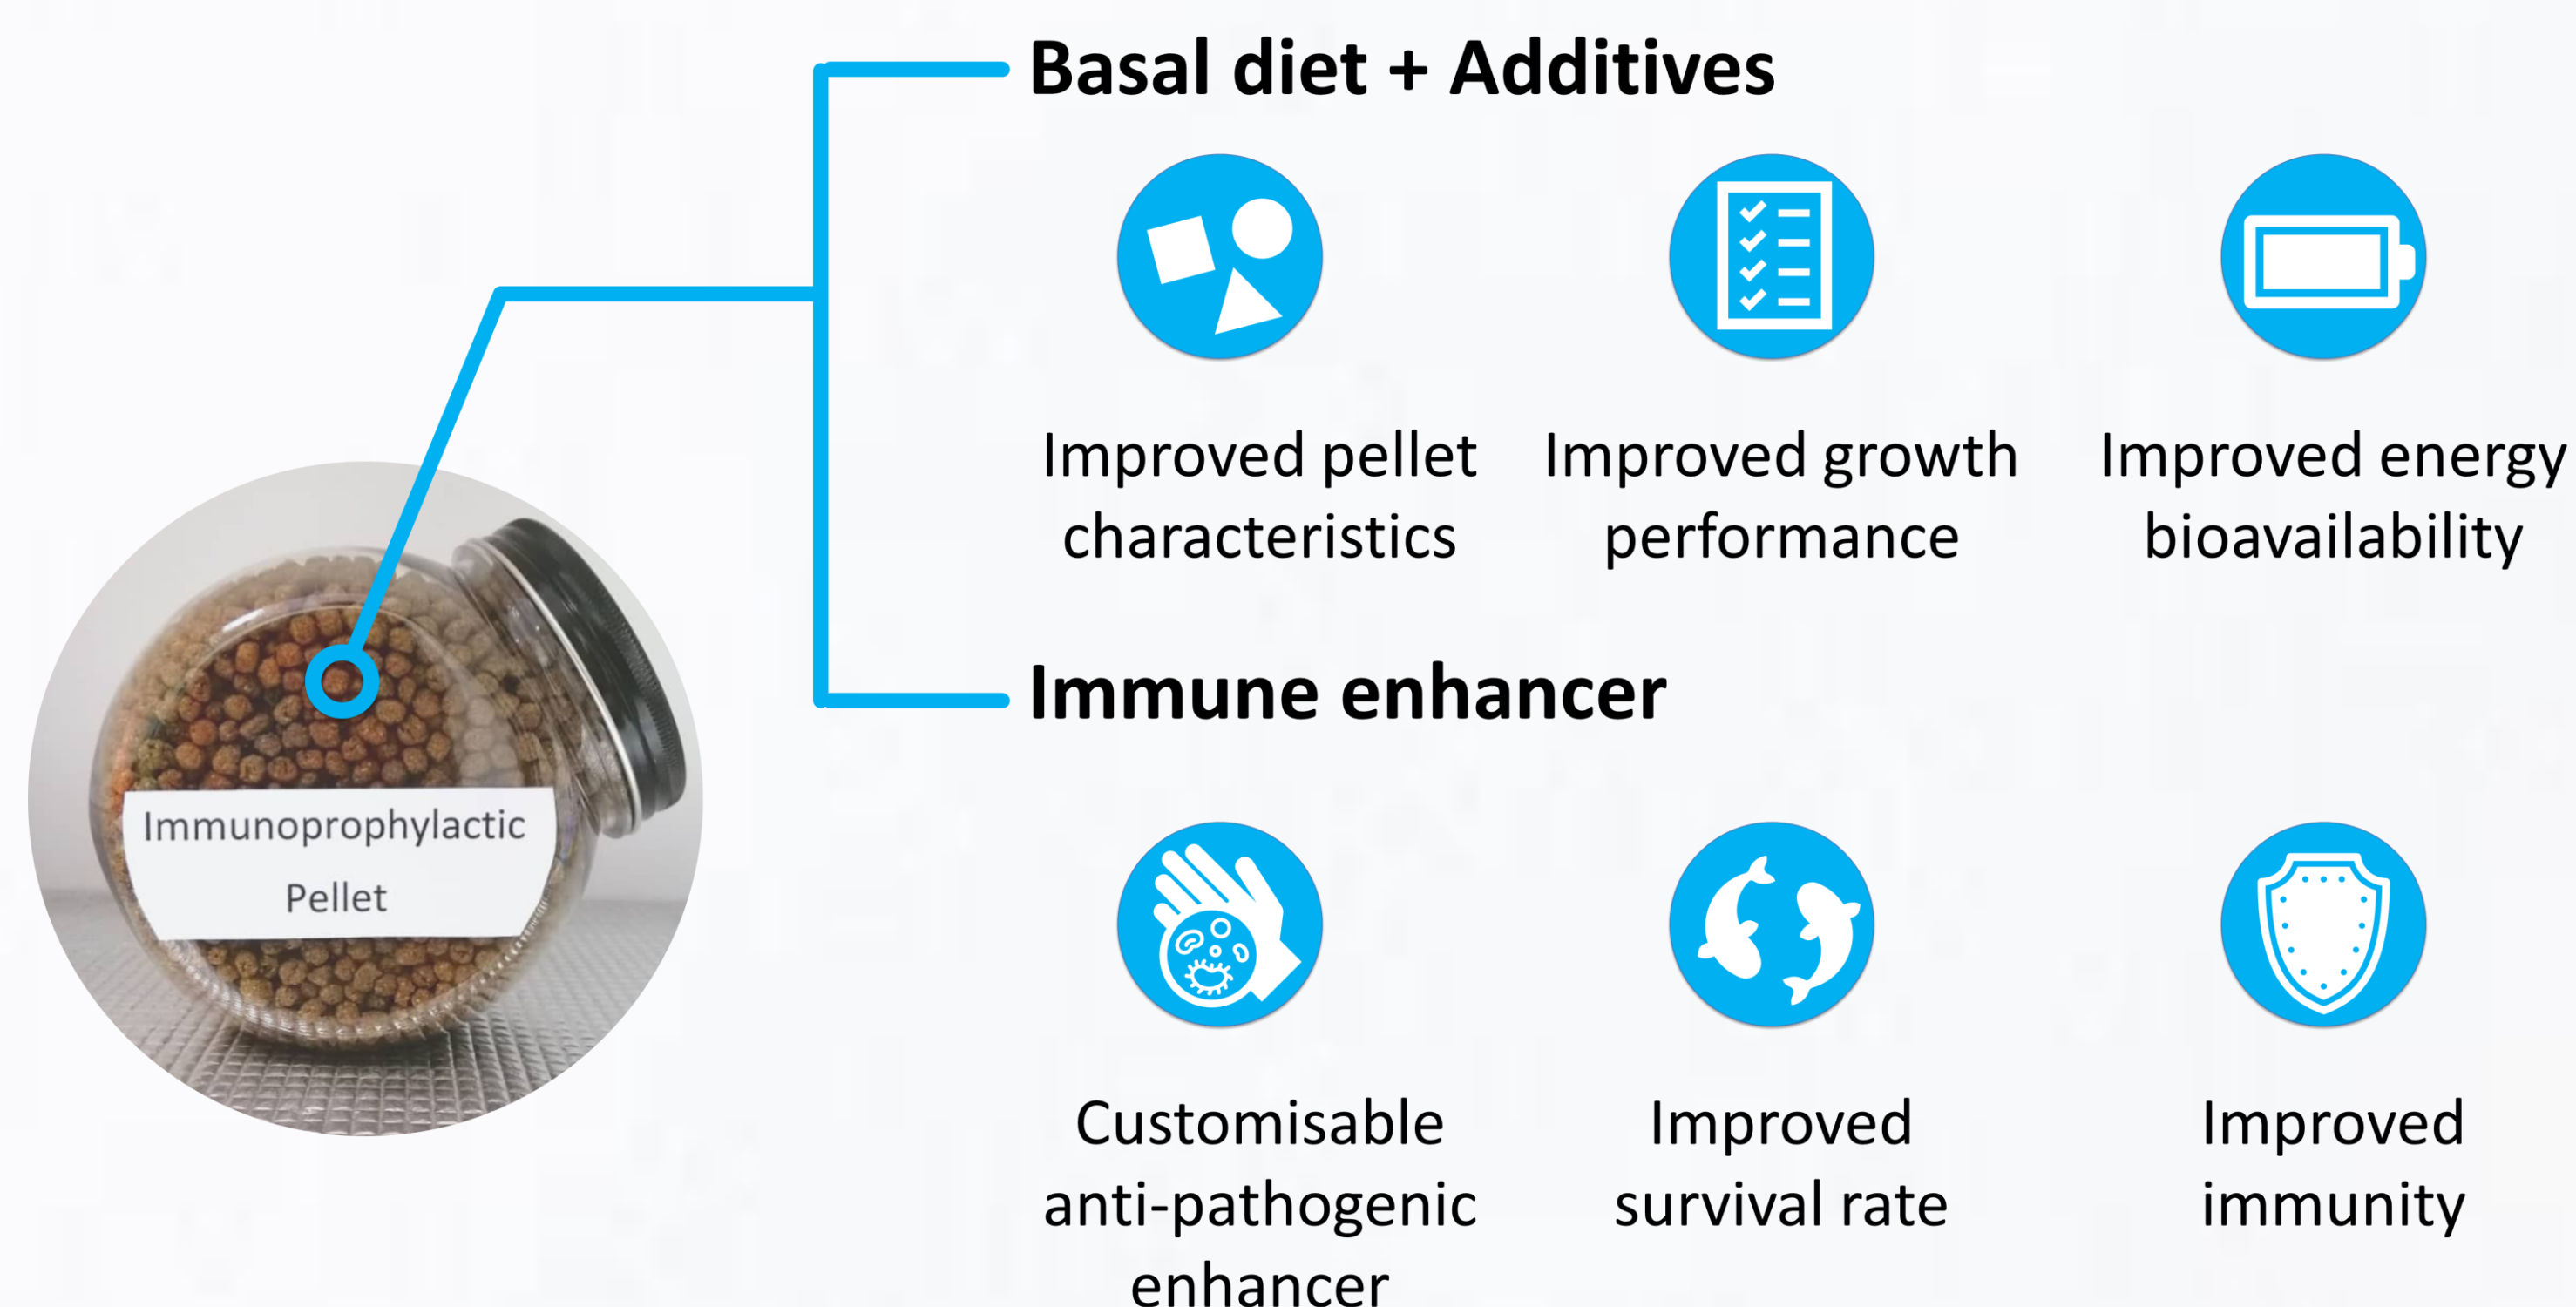 Basal diet + Additives
Improved pellet
characteristics
Improved growth
performance
Improved energy
bioavailability
Immune enhancer
Customisable
anti-pathogenic
enhancer
Improved
survival rate
Improved
immunity
Immunoprophylactic
Pellet